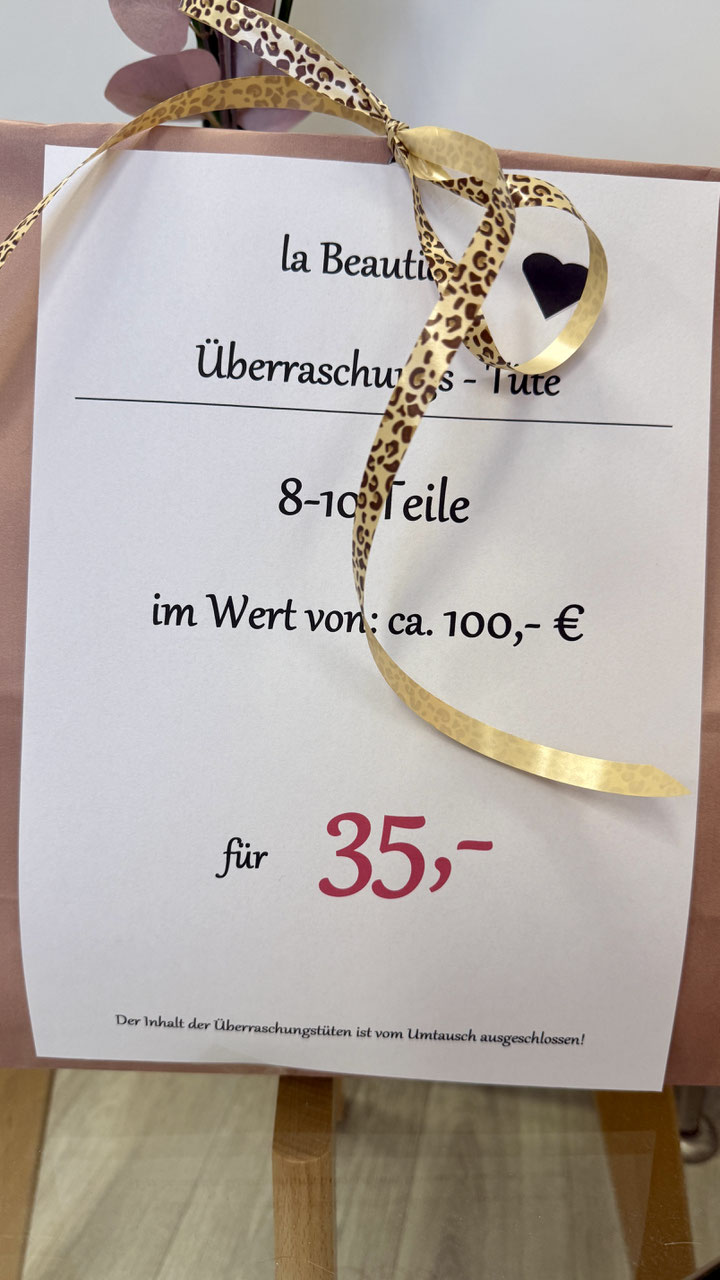 la
Überraschungs - Tüte
8-10 Teile
im Wert von: ca. 100,- €
für 35,-
Der Inhalt der Überraschungstüten ist vom Umtausch ausgeschlossen!